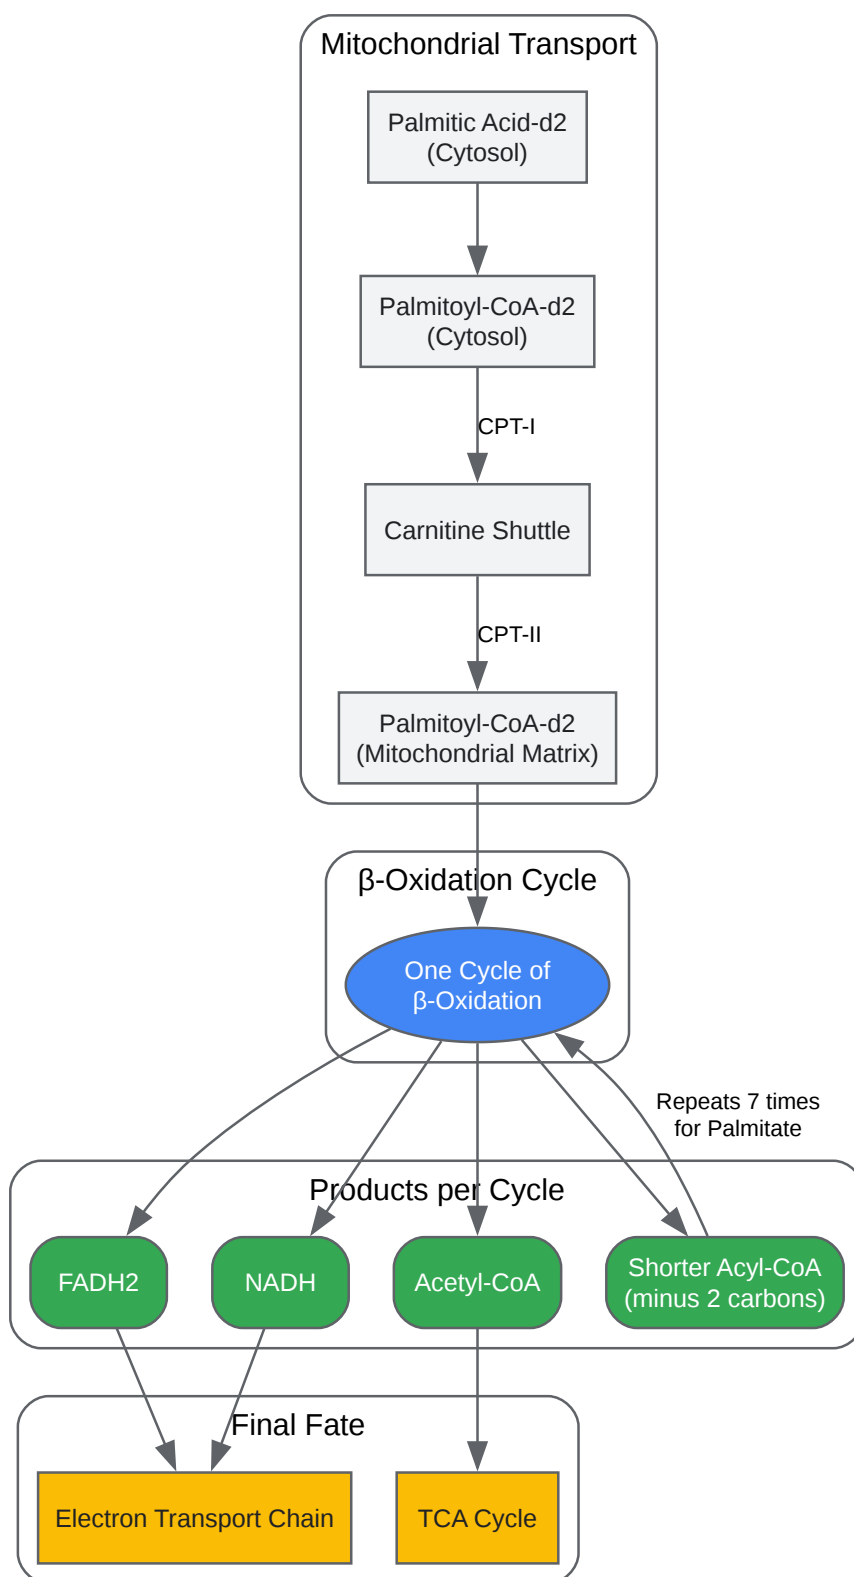 Mitochondrial Transport
Palmitic Acid-d2
(Cytosol)
Palmitoyl-CoA-d2
(Cytosol)
CPT-I
Carnitine Shuttle
CPT-II
Palmitoyl-CoA-d2
(Mitochondrial Matrix)
β-Oxidation Cycle
One Cycle of
β-Oxidation
Repeats 7 times
for Palmitate
Products per Cycle
FADH2
NADH
Acetyl-CoA
Shorter Acyl-CoA
(minus 2 carbons)
Final Fate
Electron Transport Chain
TCA Cycle